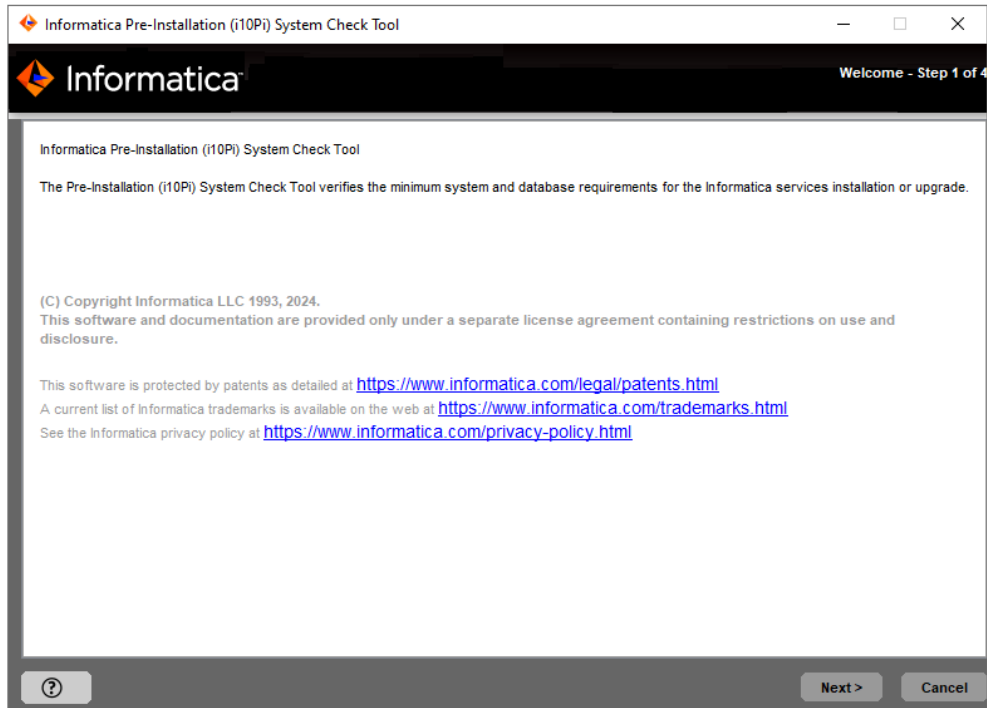 Informatica Pre-Installation (i10Pi) System Check Tool
Informatica
Welcome - Step 1 of 4
Informatica Pre-Installation (i10Pi) System Check Tool
The Pre-Installation (i10Pi) System Check Tool verifies the minimum system and database requirements for the Informatica services installation or upgrade.
(C) Copyright Informatica LLC 1993, 2024.
This software and documentation are provided only under a separate license agreement containing restrictions on use and
disclosure.
This software is protected by patents as detailed at https://www.informatica.com/legal/patents.html
A current list of Informatica trademarks is available on the web at https://www.informatica.com/trademarks.html
See the Informatica privacy policy at https://www.informatica.com/privacy-policy.html
?
Next >
Cancel